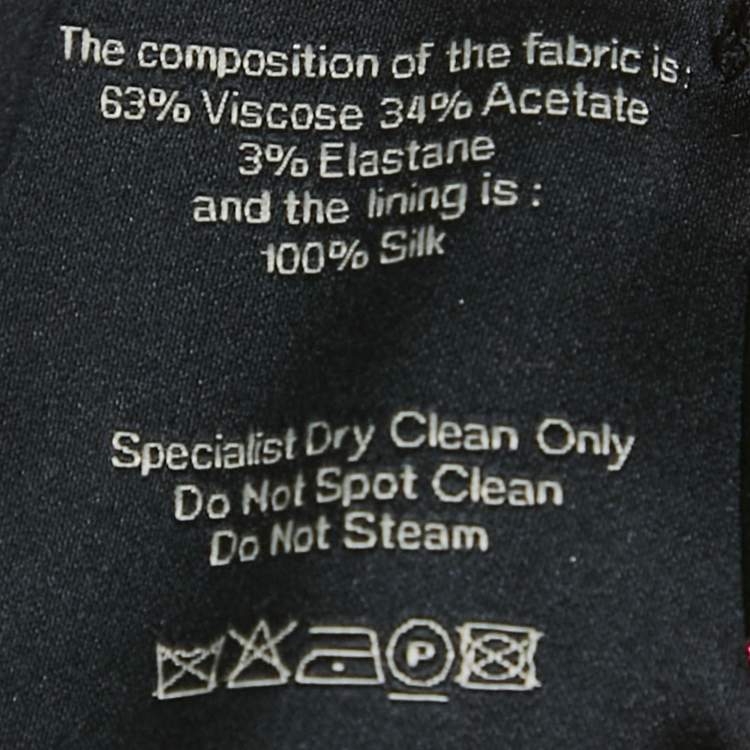 The composition of the fabric is:
63% Viscose 34% Acetate
3% Elastane
and the lining is :
100% Silk
Specialist Dry Clean Only
Do Not Spot Clean
Do Not Steam
P